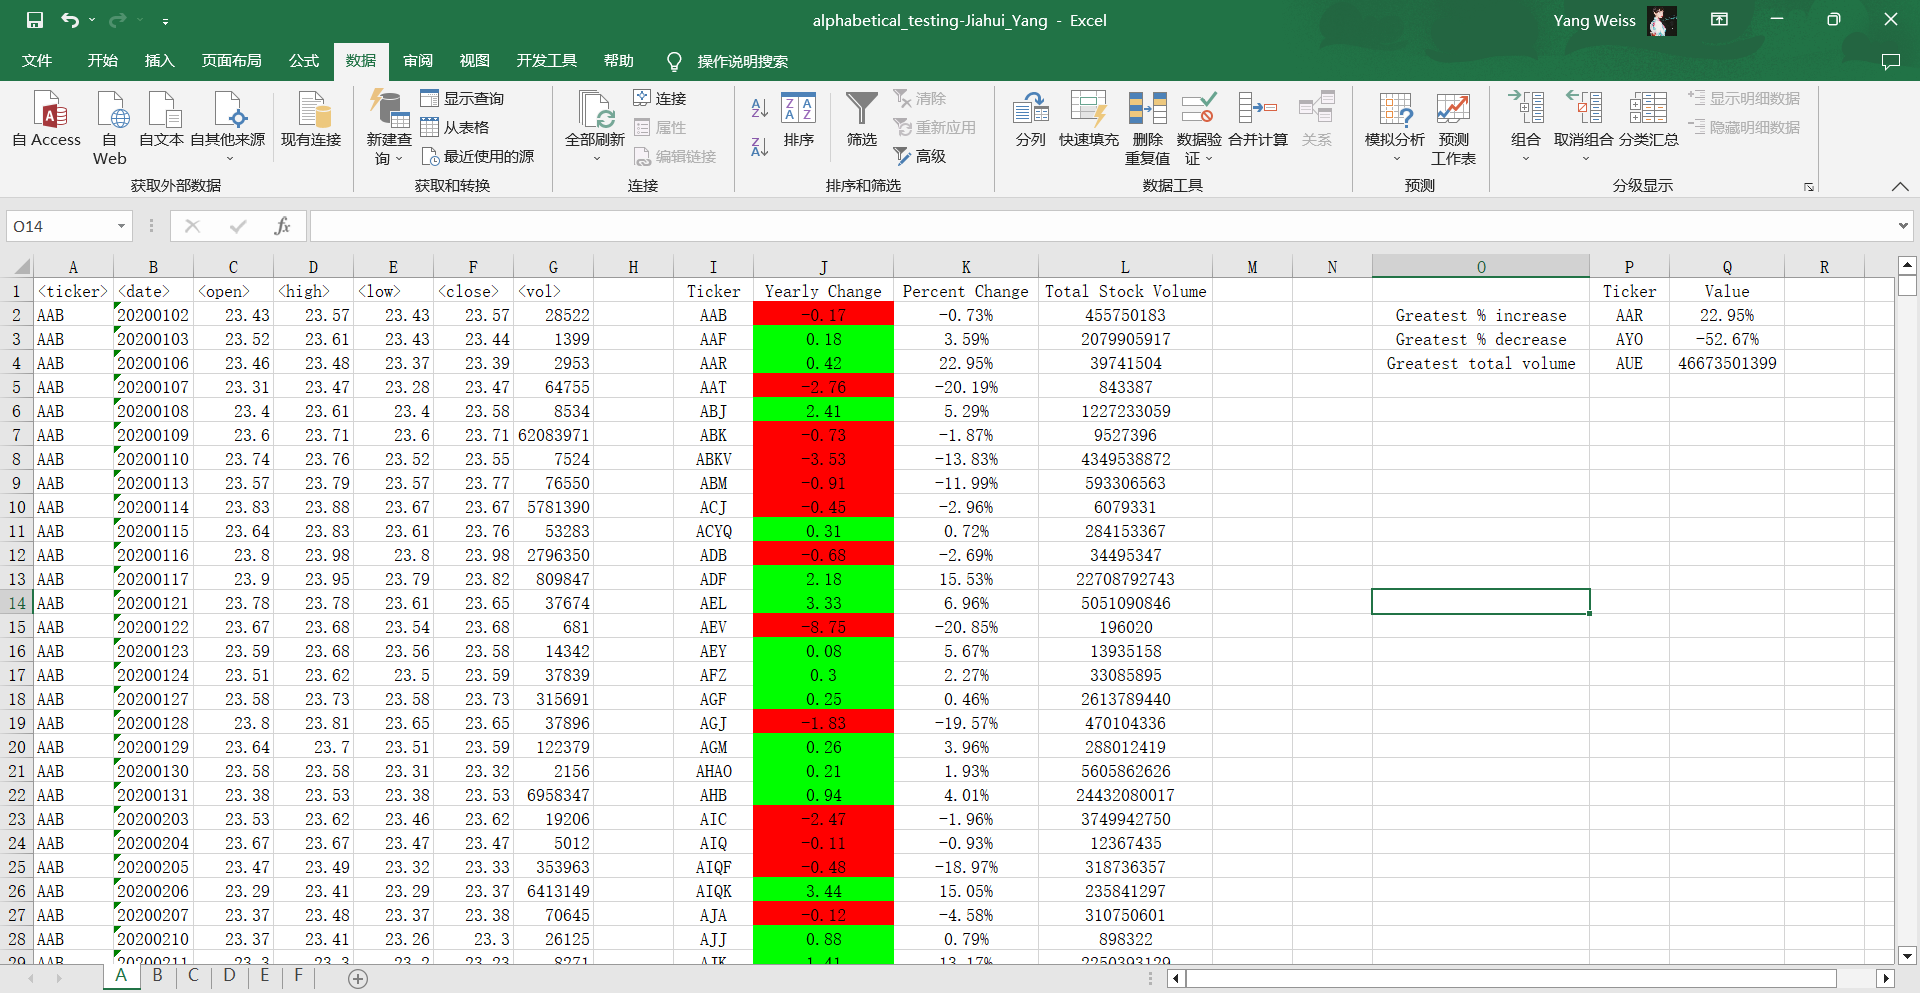 alphabetical_testing-Jiahui_Yang - Excel
Yang Weiss
文件 开始 插入 页面布局 公式 数据 审阅 视图 开发工具 帮助 操作说明搜索
自 Access
自 Web
自文本
自其他来源
现有连接
获取外部数据
新建查询
显示查询
从表格
最近使用的源
获取和转换
全部刷新
连接
属性
编辑链接
连接
排序
筛选
清除
重新应用
高级
排序和筛选
分列
快速填充
删除重复值
数据验证
合并计算
关系
数据工具
模拟分析
预测工作表
预测
组合
取消组合
分类汇总
显示明细数据
隐藏明细数据
分级显示
O14
fx
A B C D E F G H I J K L M N O P Q R
1 <ticker> <date> <open> <high> <low> <close> <vol> Ticker Yearly Change Percent Change Total Stock Volume Ticker Value
2 AAB 20200102 23.43 23.57 23.43 23.57 28522 AAB -0.17 -0.73% 455750183 Greatest % increase AAR 22.95%
3 AAB 20200103 23.52 23.61 23.43 23.44 1399 AAF 0.18 3.59% 2079905917 Greatest % decrease AYO -52.67%
4 AAB 20200106 23.46 23.48 23.37 23.39 2953 AAR 0.42 22.95% 39741504 Greatest total volume AUE 46673501399
5 AAB 20200107 23.31 23.47 23.28 23.47 64755 AAT -2.76 -20.19% 843387
6 AAB 20200108 23.4 23.61 23.4 23.58 8534 ABJ 2.41 5.29% 1227233059
7 AAB 20200109 23.6 23.71 23.6 23.71 62083971 ABK -0.73 -1.87% 9527396
8 AAB 20200110 23.74 23.76 23.52 23.55 7524 ABKV -3.53 -13.83% 4349538872
9 AAB 20200113 23.57 23.79 23.57 23.77 76550 ABM -0.91 -11.99% 593306563
10 AAB 20200114 23.83 23.88 23.67 23.67 5781390 ACJ -0.45 -2.96% 6079331
11 AAB 20200115 23.64 23.83 23.61 23.76 53283 ACYQ 0.31 0.72% 284153367
12 AAB 20200116 23.8 23.98 23.8 23.98 2796350 ADB -0.68 -2.69% 34495347
13 AAB 20200117 23.9 23.95 23.79 23.82 809847 ADF 2.18 15.53% 22708792743
14 AAB 20200121 23.78 23.78 23.61 23.65 37674 AEL 3.33 6.96% 5051090846
15 AAB 20200122 23.67 23.68 23.54 23.68 681 AEV -8.75 -20.85% 196020
16 AAB 20200123 23.59 23.68 23.56 23.58 14342 AEY 0.08 5.67% 13935158
17 AAB 20200124 23.51 23.62 23.5 23.59 37839 AFZ 0.3 2.27% 33085895
18 AAB 20200127 23.58 23.73 23.58 23.73 315691 AGF 0.25 0.46% 2613789440
19 AAB 20200128 23.8 23.81 23.65 23.65 37896 AGJ -1.83 -19.57% 470104336
20 AAB 20200129 23.64 23.7 23.51 23.59 122379 AGM 0.26 3.96% 288012419
21 AAB 20200130 23.58 23.58 23.31 23.32 2156 AHAO 0.21 1.93% 5605862626
22 AAB 20200131 23.38 23.53 23.38 23.53 6958347 AHB 0.94 4.01% 24432080017
23 AAB 20200203 23.53 23.62 23.46 23.62 19206 AIC -2.47 -1.96% 3749942750
24 AAB 20200204 23.67 23.67 23.47 23.47 5012 AIQ -0.11 -0.93% 12367435
25 AAB 20200205 23.47 23.49 23.32 23.33 353963 AIQF -0.48 -18.97% 318736357
26 AAB 20200206 23.29 23.41 23.29 23.37 6413149 AIQK 3.44 15.05% 235841297
27 AAB 20200207 23.37 23.48 23.37 23.38 70645 AJA -0.12 -4.58% 310750601
28 AAB 20200210 23.37 23.41 23.26 23.3 26125 AJJ 0.88 0.79% 898322
29 AAB 20200211 23.3 23.3 23.2 23.23 8271 AJK 1.41 13.17% 2250393129
A B C D E F